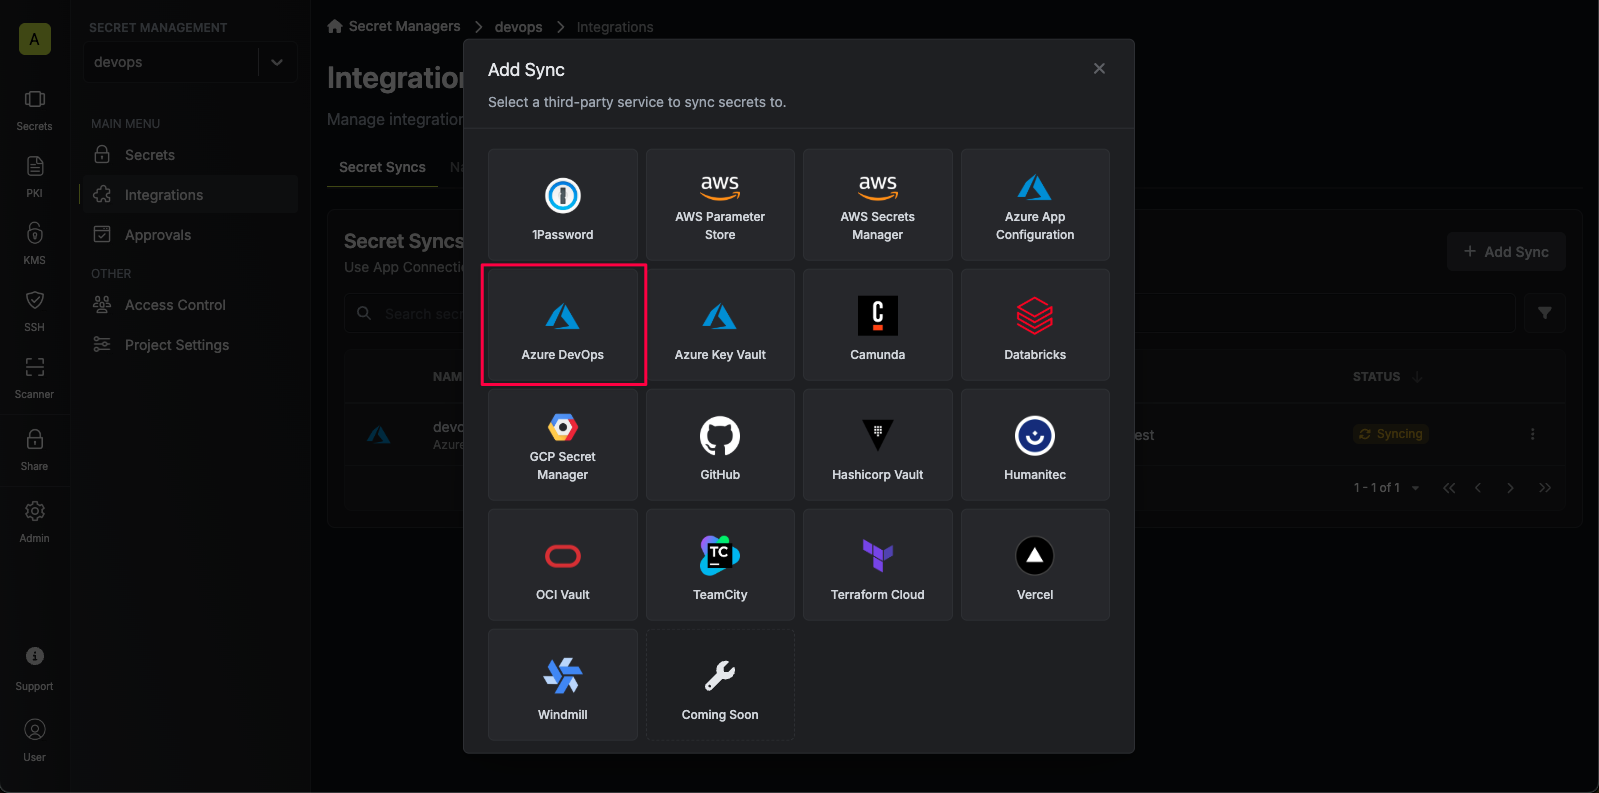 A
SECRET MANAGEMENT
devops
Secrets
PKI
KMS
SSH
Scanner
Share
Admin
Support
User
MAIN MENU
Secrets
Integrations
Approvals
OTHER
Access Control
Project Settings
Secret Managers
devops
Integrations
Integration
Manage integration
Secret Syncs
Secret Syncs
Use App Connectio
Search secr
Add Sync
NAM
STATUS
devo
Azure
est
Syncing
1 - 1 of 1
Add Sync
Select a third-party service to sync secrets to.
1Password
aws
AWS Parameter
Store
aws
AWS Secrets
Manager
Azure App
Configuration
Azure DevOps
Azure Key Vault
C
Camunda
Databricks
GCP Secret
Manager
GitHub
Hashicorp Vault
Humanitec
OCI Vault
TC
TeamCity
Terraform Cloud
Vercel
Windmill
Coming Soon